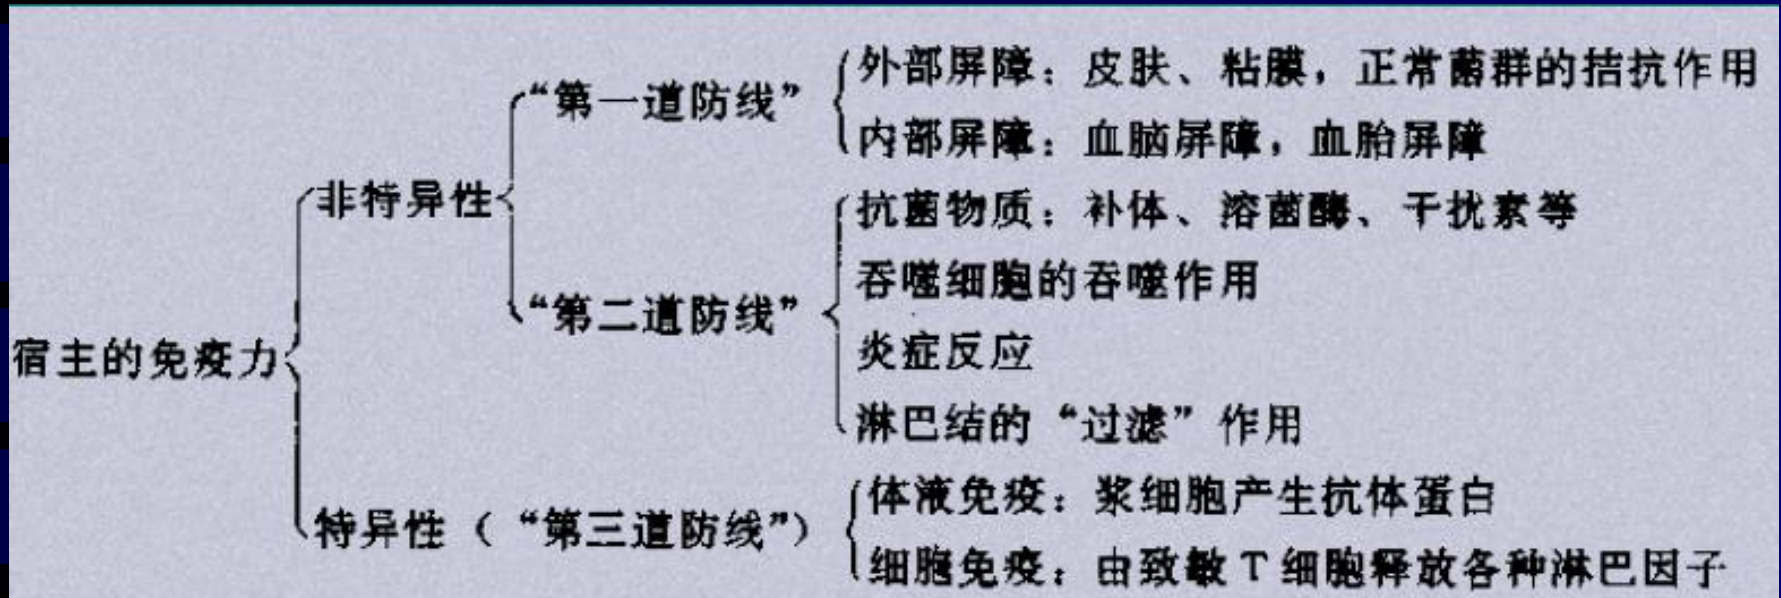 “第一道防线”
外部屏障：皮肤、粘膜，正常菌群的拮抗作用
内部屏障：血脑屏障，血胎屏障
非特异性
抗菌物质：补体、溶菌酶、干扰素等
吞噬细胞的吞噬作用
“第二道防线”
炎症反应
宿主的免疫力
淋巴结的“过滤”作用
特异性（“第三道防线”）
体液免疫：浆细胞产生抗体蛋白
细胞免疫：由致敏T细胞释放各种淋巴因子